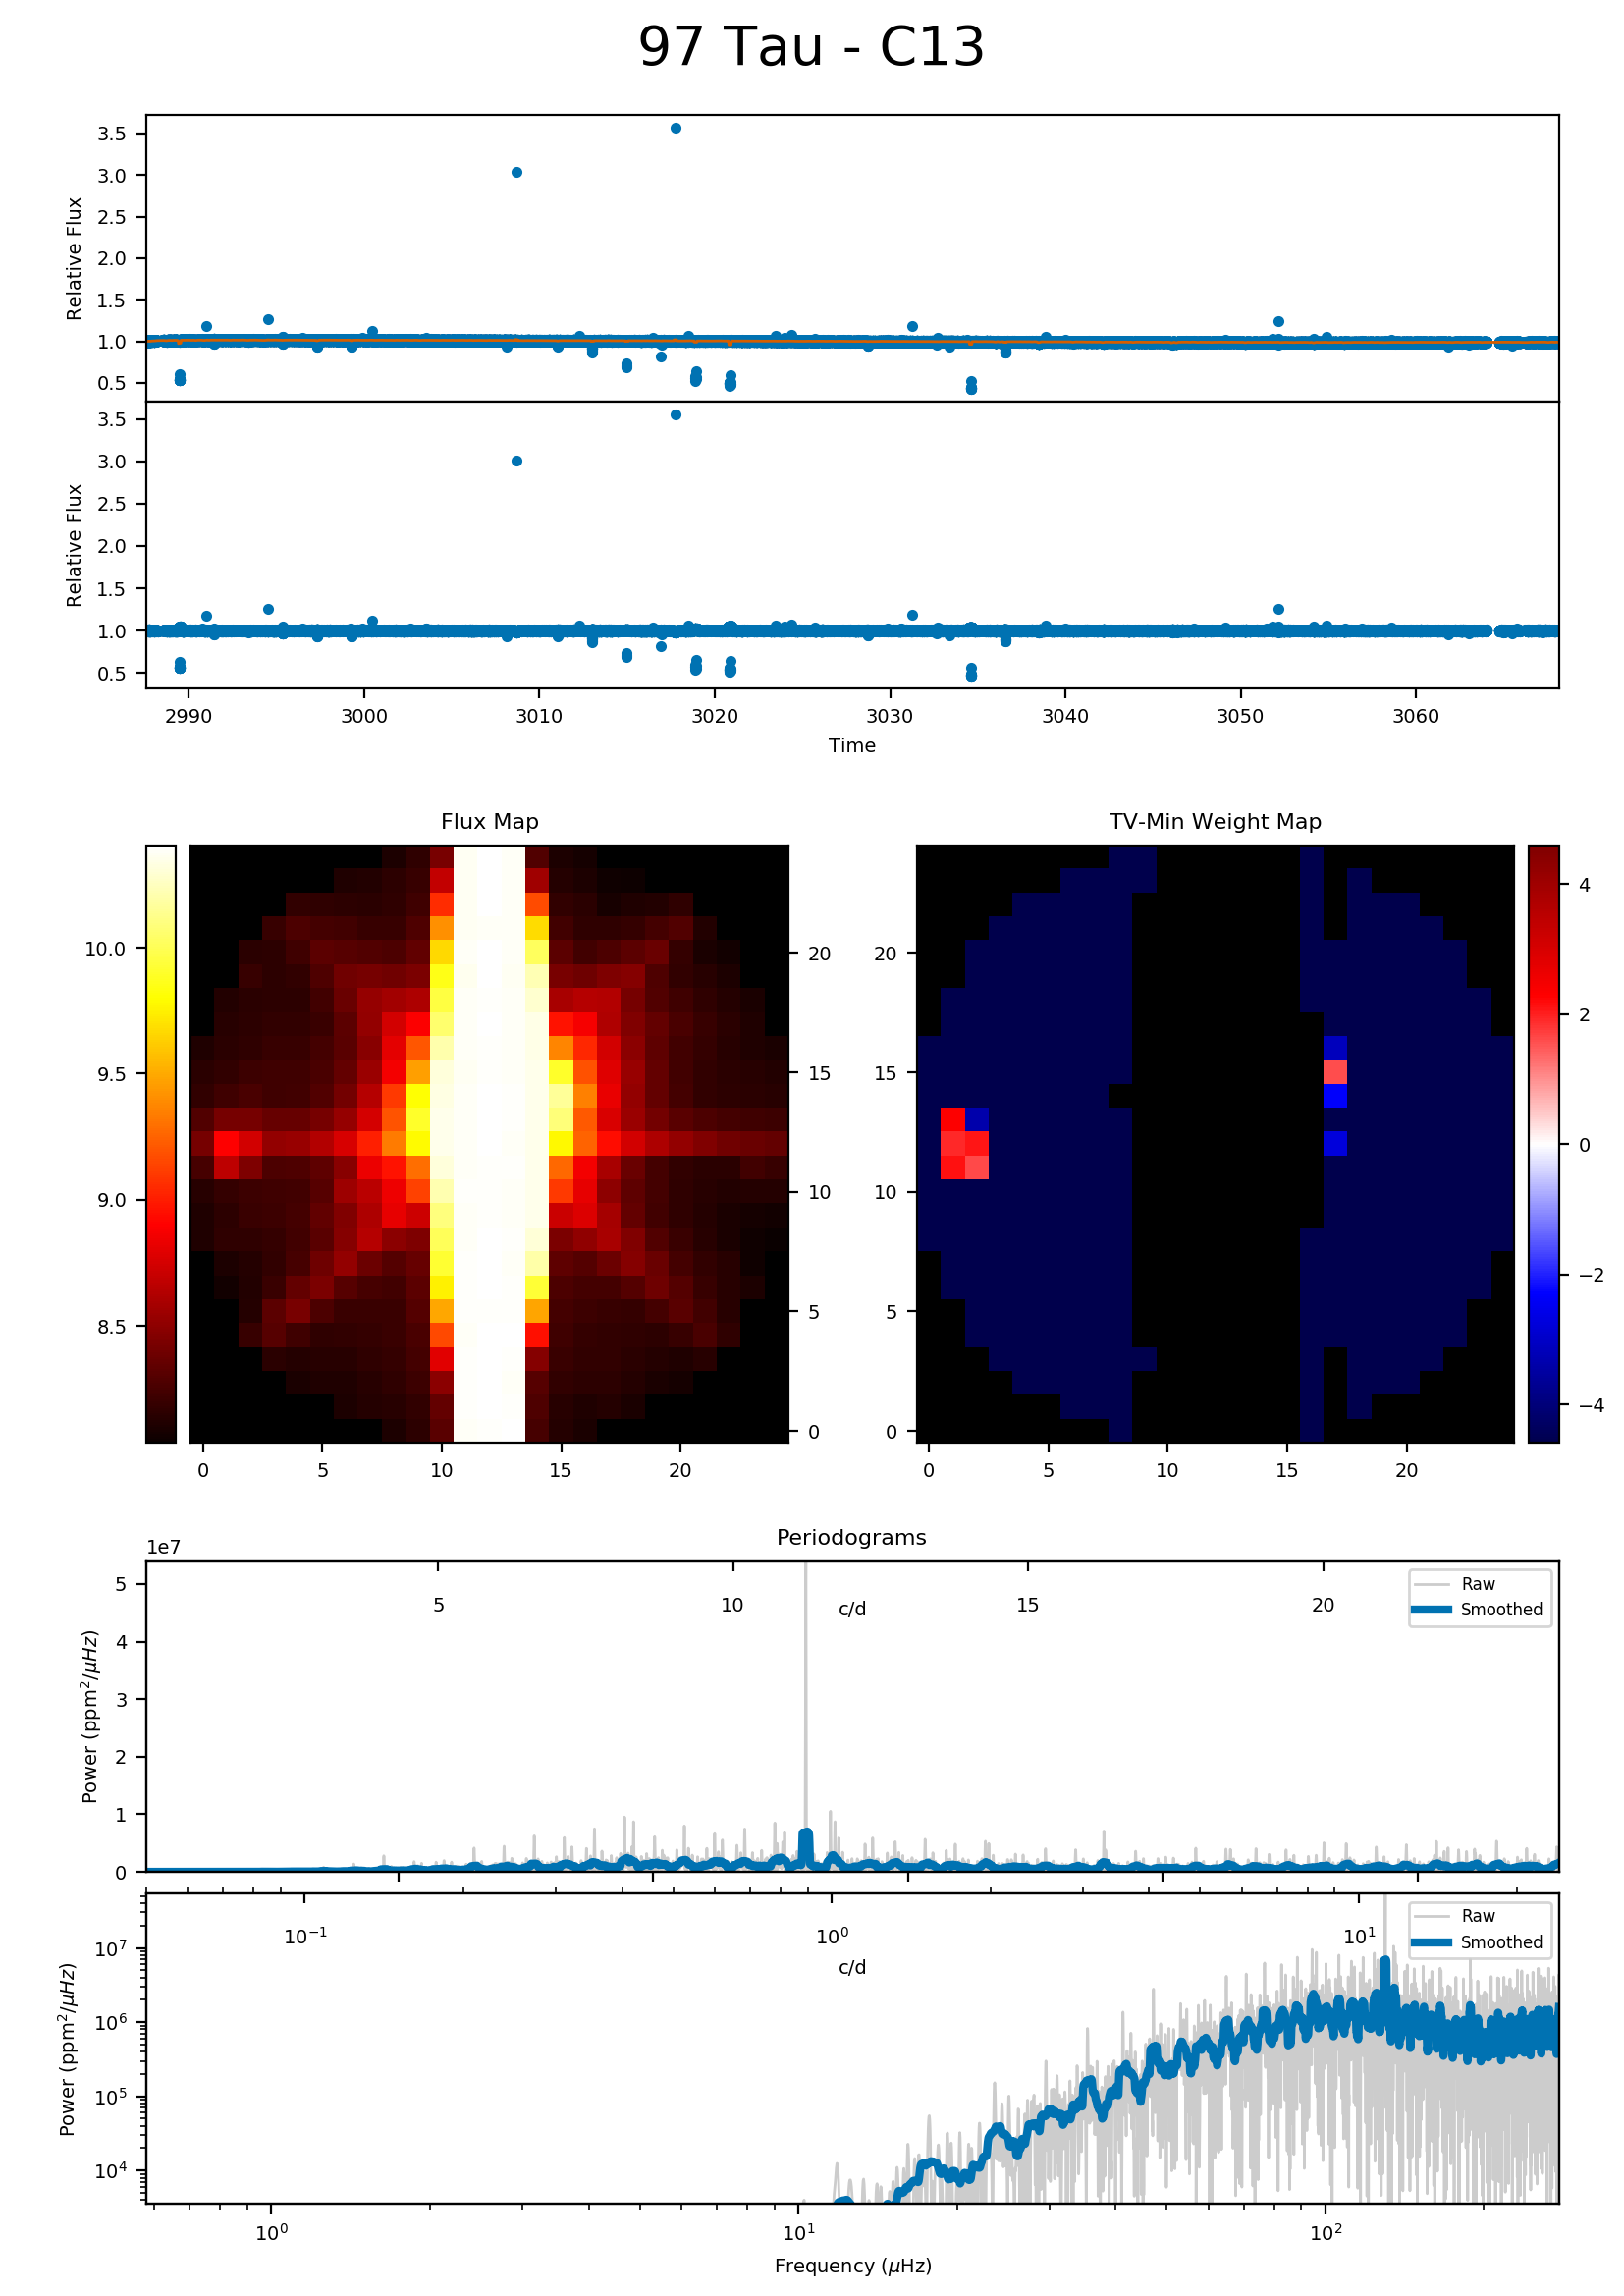 97 Tau - C13
3.5
3.0
2.5
2.0
1.5
1.0
0.5
Relative Flux
3.5
3.0
2.5
2.0
1.5
1.0
0.5
Relative Flux
2990 3000 3010 3020 3030 3040 3050 3060
Time
Flux Map
10.0
9.5
9.0
8.5
20
15
10
5
0
0 5 10 15 20
TV-Min Weight Map
20
15
10
5
0
0 5 10 15 20
4
2
0
−2
−4
Periodograms
1e7
5
4
3
2
1
0
Power (ppm²/μHz)
5 10 15 20
c/d
Raw
Smoothed
10⁷
10⁶
10⁵
10⁴
Power (ppm²/μHz)
10⁻¹ 10⁰ 10¹
c/d
Raw
Smoothed
10⁰ 10¹ 10²
Frequency (μHz)